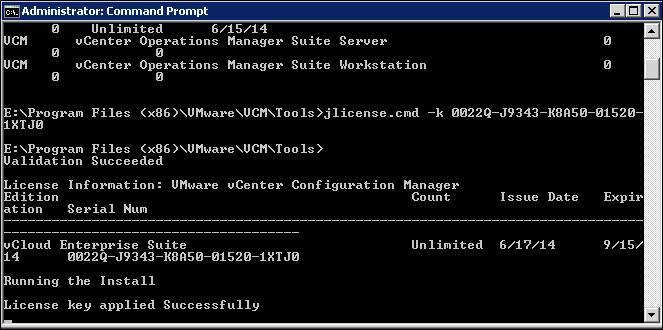 Administrator: Command Prompt
0 Unlimited 6/15/14
VCM vCenter Operations Manager Suite Server 0
0 0
VCM vCenter Operations Manager Suite Workstation 0
0 0
E:\Program Files (x86)\VMware\VCM\Tools>jlicense.cmd -k 0022Q-J9343-K8A50-01520-
1XTJ0
E:\Program Files (x86)\VMware\VCM\Tools>
Validation Succeeded
License Information: VMware vCenter Configuration Manager
Edition Count Issue Date Expir
ation Serial Num
--------------------------------------------------------------------------------
-------------------------------------
vCloud Enterprise Suite Unlimited 6/17/14 9/15/
14 0022Q-J9343-K8A50-01520-1XTJ0
Running the Install
License key applied Successfully